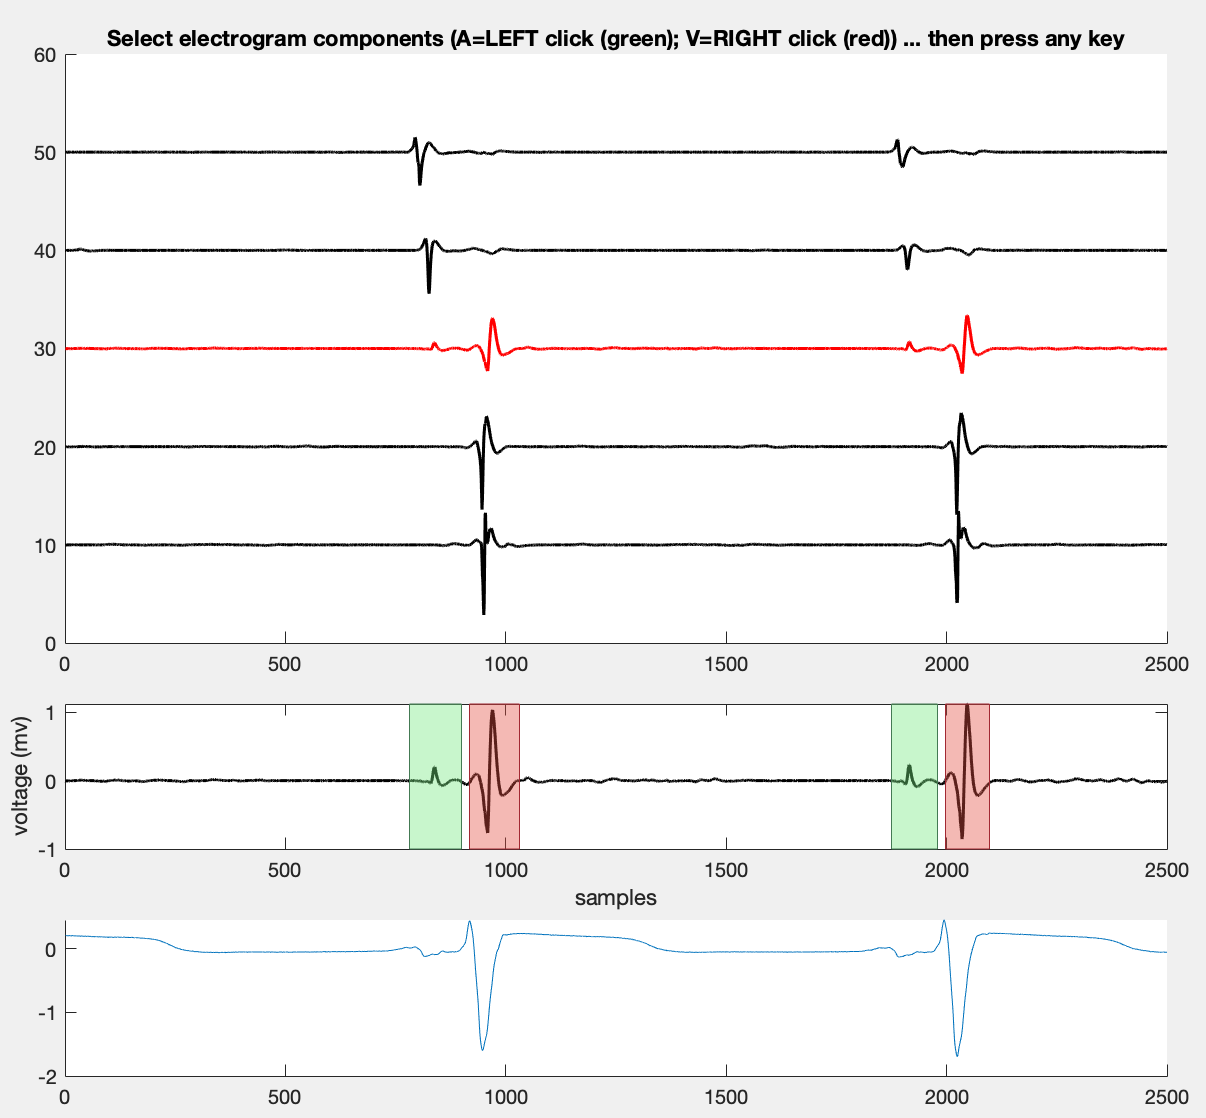 Select electrogram components (A=LEFT click (green); V=RIGHT click (red)) ... then press any key
60
50
40
30
20
10
0
0 500 1000 1500 2000 2500
voltage (mv)
1
0
-1
0 500 1000 1500 2000 2500
samples
0
-1
-2
0 500 1000 1500 2000 2500